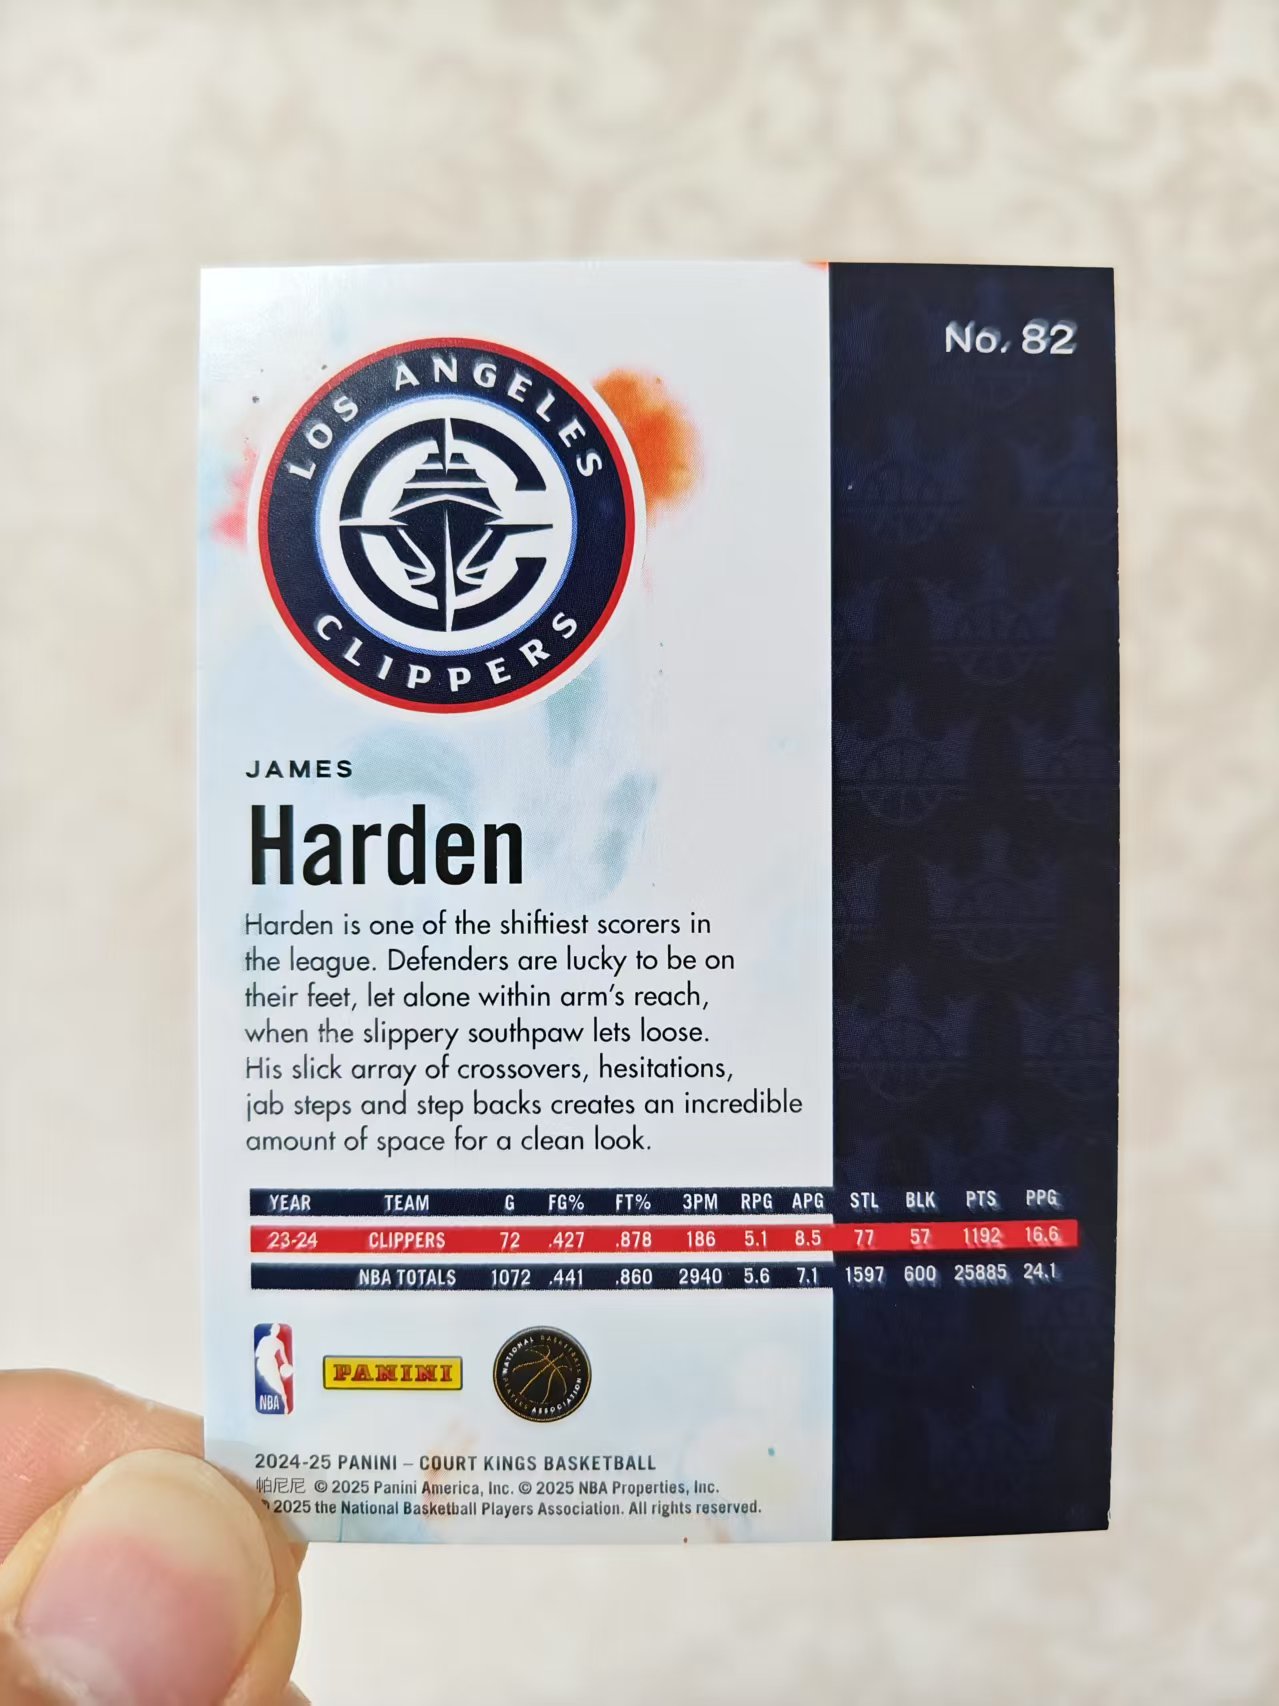 No. 82
LOS ANGELES
CLIPPERS
JAMES
Harden
Harden is one of the shiftiest scorers in
the league. Defenders are lucky to be on
their feet, let alone within arm's reach,
when the slippery southpaw lets loose.
His slick array of crossovers, hesitations,
jab steps and step backs creates an incredible
amount of space for a clean look.
YEAR TEAM G FG% FT% 3PM RPG APG STL BLK PTS PPG
23-24 CLIPPERS 72 .427 .878 186 5.1 8.5 77 57 1192 16.6
NBA TOTALS 1072 .441 .860 2940 5.6 7.1 1597 600 25885 24.1
NBA
PANINI
NATIONAL BASKETBALL
PLAYERS ASSOCIATION
2024-25 PANINI – COURT KINGS BASKETBALL
帕尼尼 © 2025 Panini America, Inc. © 2025 NBA Properties, Inc.
© 2025 the National Basketball Players Association. All rights reserved.